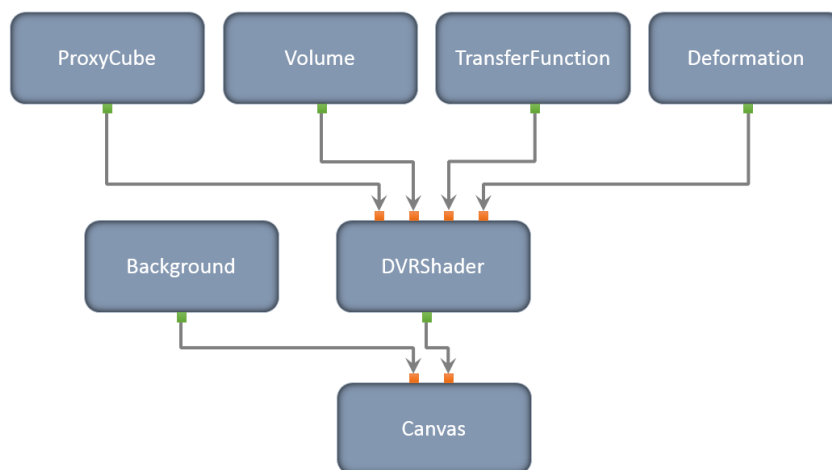 ProxyCube
Volume
TransferFunction
Deformation
Background
DVRShader
Canvas